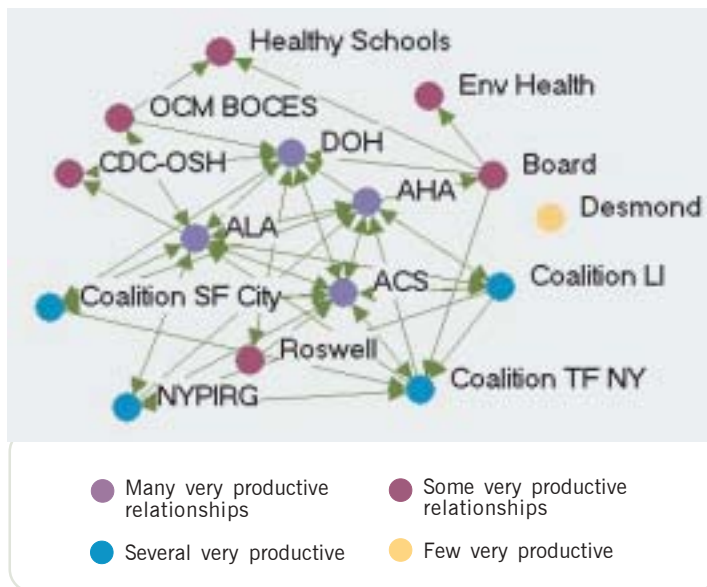 Healthy Schools
Env Health
OCM BOCES
DOH
CDC-OSH
Board
AHA
Desmond
ALA
ACS
Coalition LI
Coalition SF City
Roswell
Coalition TF NY
NYPIRG
Many very productive
relationships
Some very productive
relationships
Several very productive
Few very productive